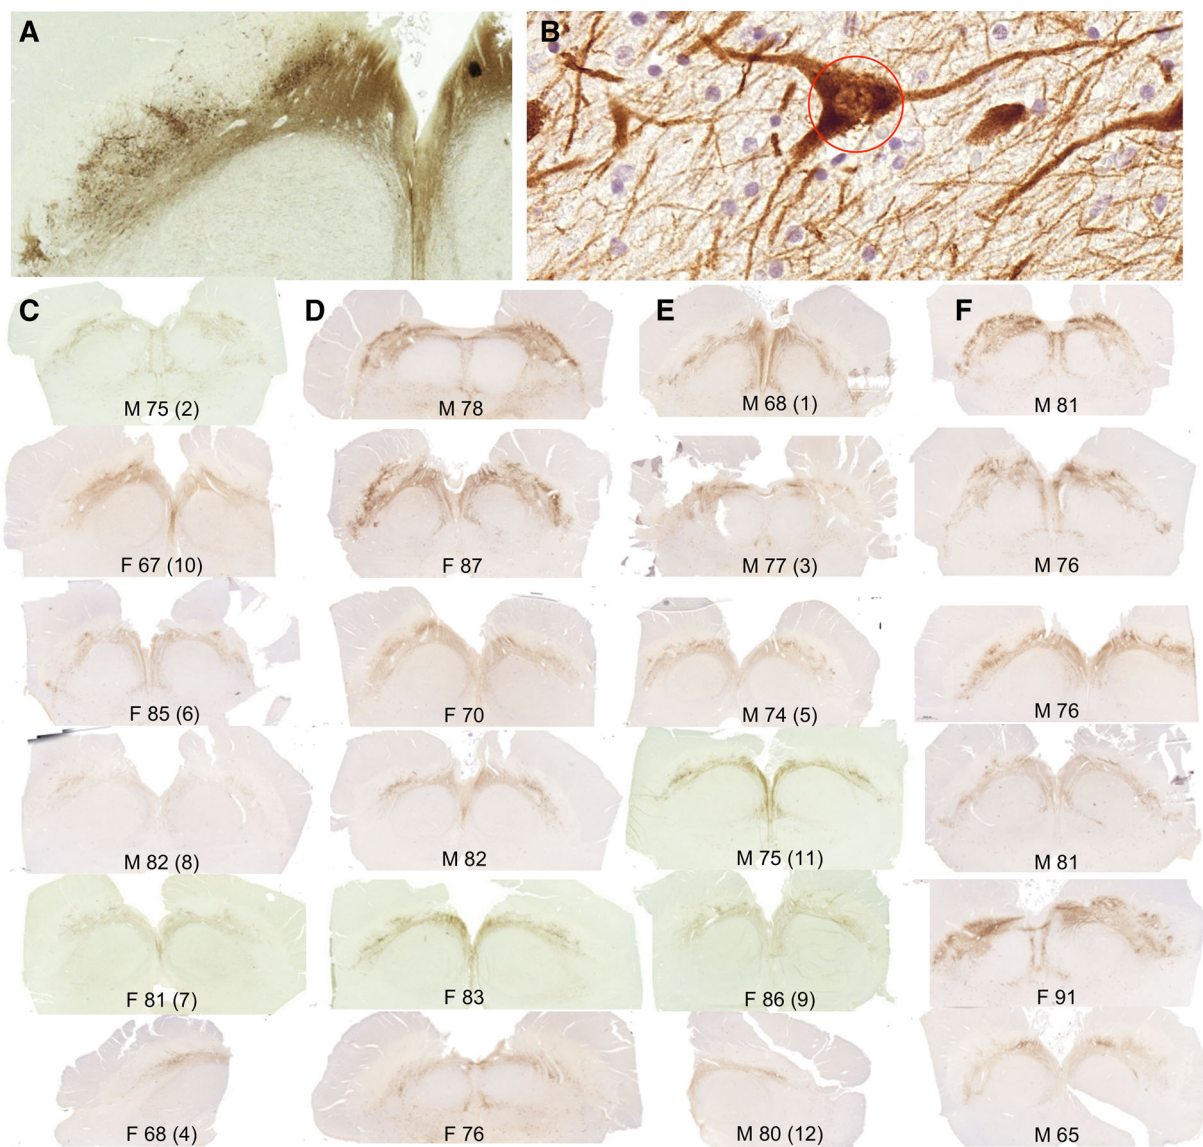 A B
C D E F
M 75 (2) M 78 M 68 (1) M 81
F 67 (10) F 87 M 77 (3) M 76
F 85 (6) F 70 M 74 (5) M 76
M 82 (8) M 82 M 75 (11) M 81
F 81 (7) F 83 F 86 (9) F 91
F 68 (4) F 76 M 80 (12) M 65